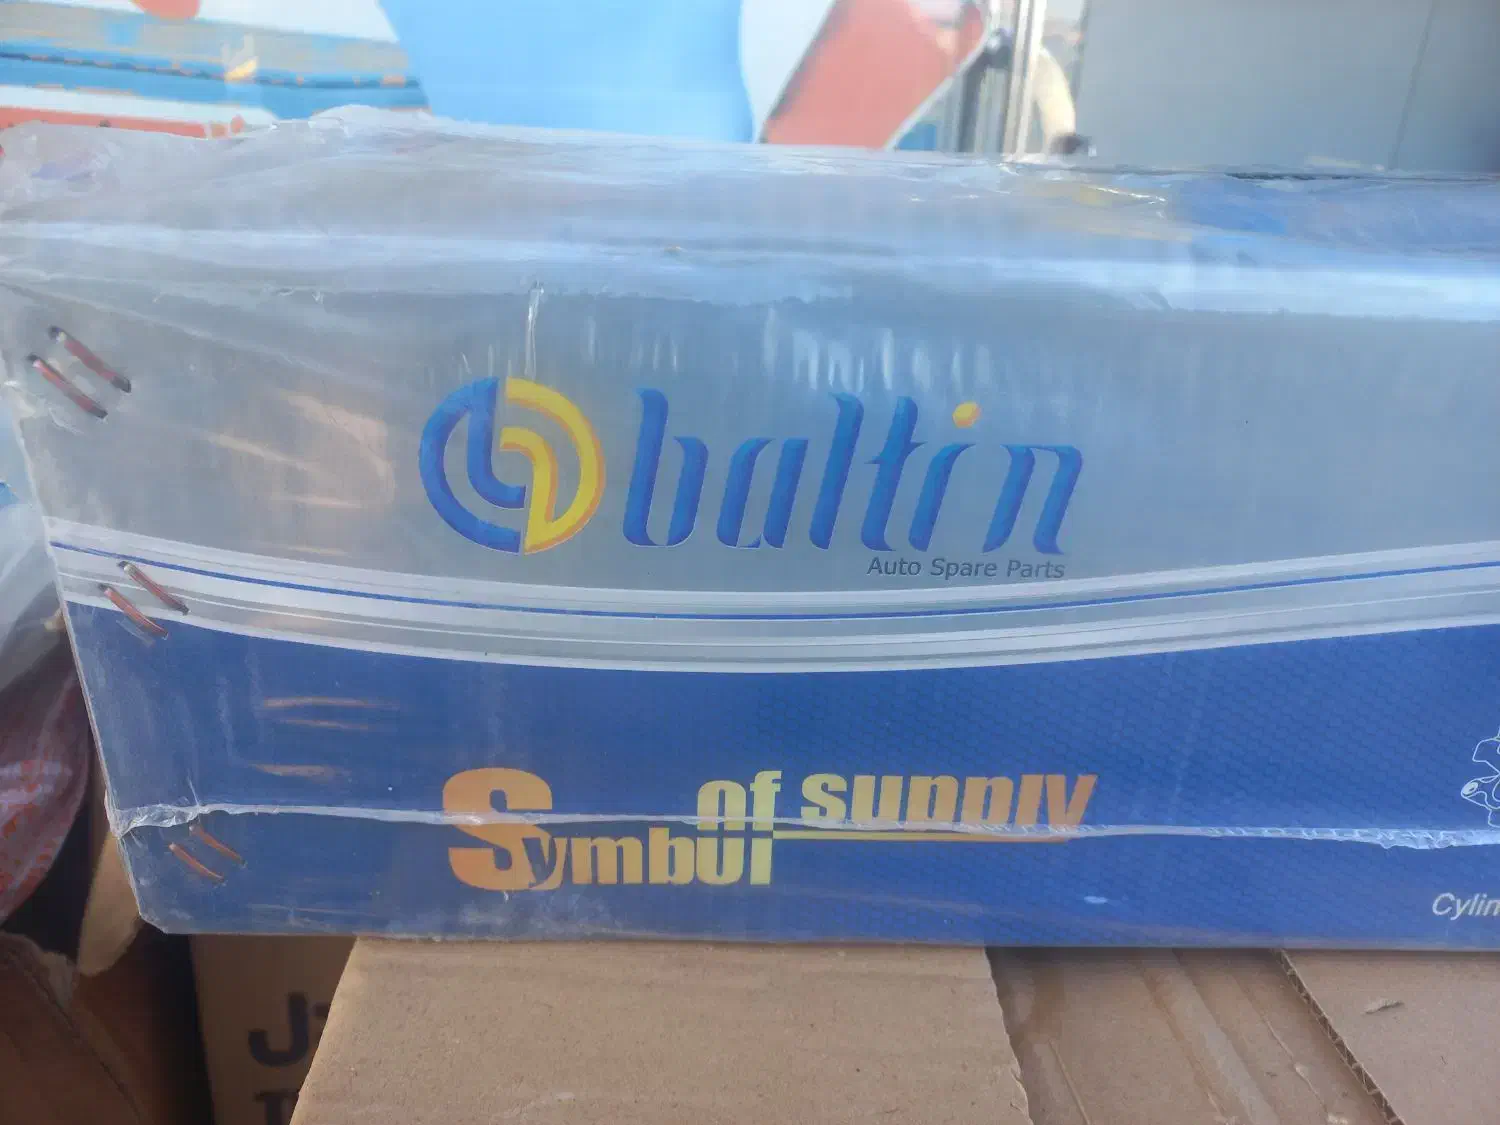 baltin
Auto Spare Parts
Symbol
of supply
Cylin
J